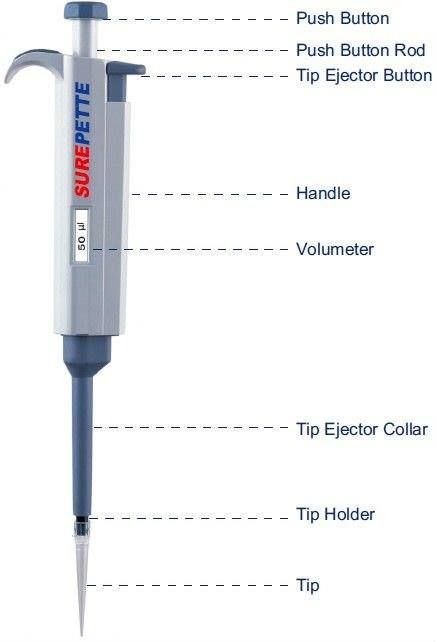 Push Button
Push Button Rod
Tip Ejector Button
SUREPETTE
Handle
50 µl
Volumeter
Tip Ejector Collar
Tip Holder
Tip